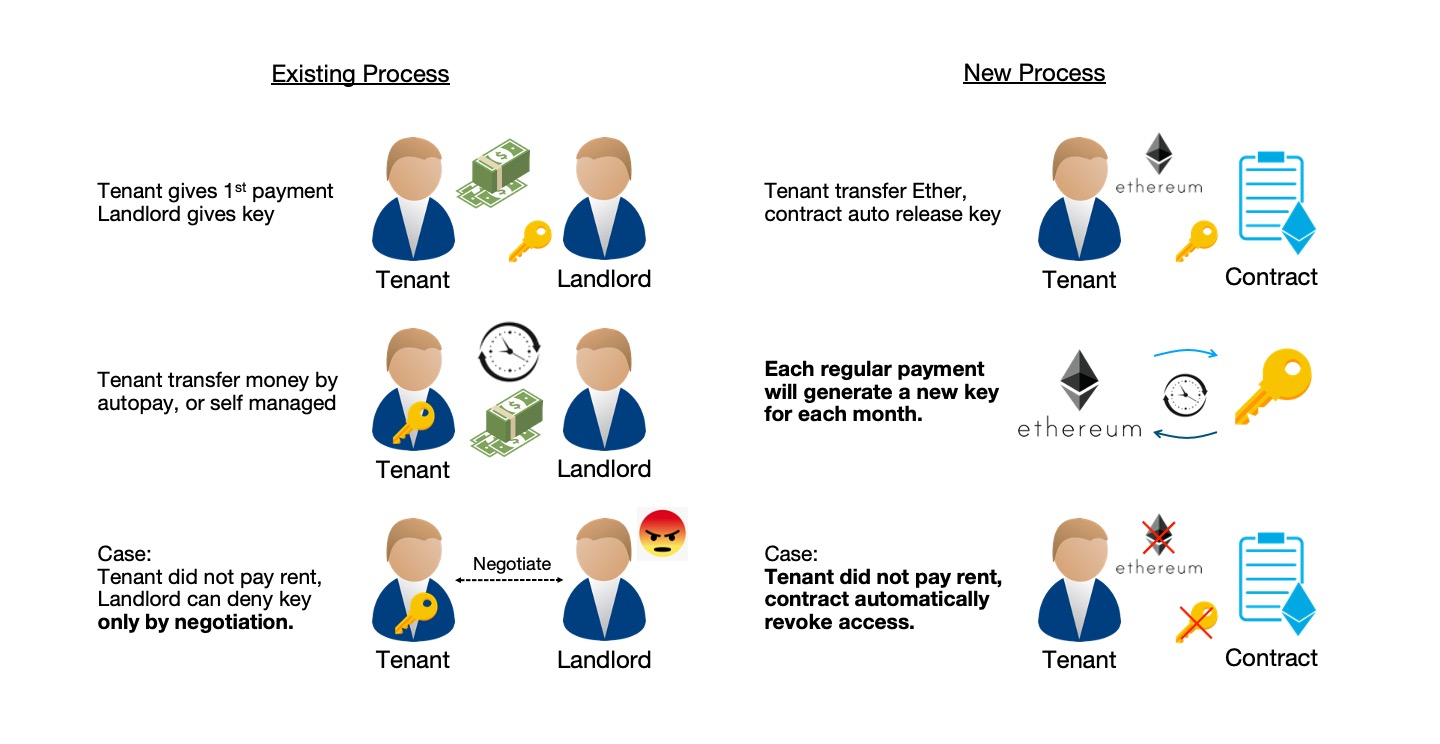 Existing Process
Tenant gives 1st payment
Landlord gives key
Tenant
Landlord
Tenant transfer money by
autopay, or self managed
Tenant
Landlord
Case:
Tenant did not pay rent,
Landlord can deny key
only by negotiation.
Negotiate
Tenant
Landlord
New Process
Tenant transfer Ether,
contract auto release key
ethereum
Tenant
Contract
Each regular payment
will generate a new key
for each month.
ethereum
Case:
Tenant did not pay rent,
contract automatically
revoke access.
ethereum
Tenant
Contract